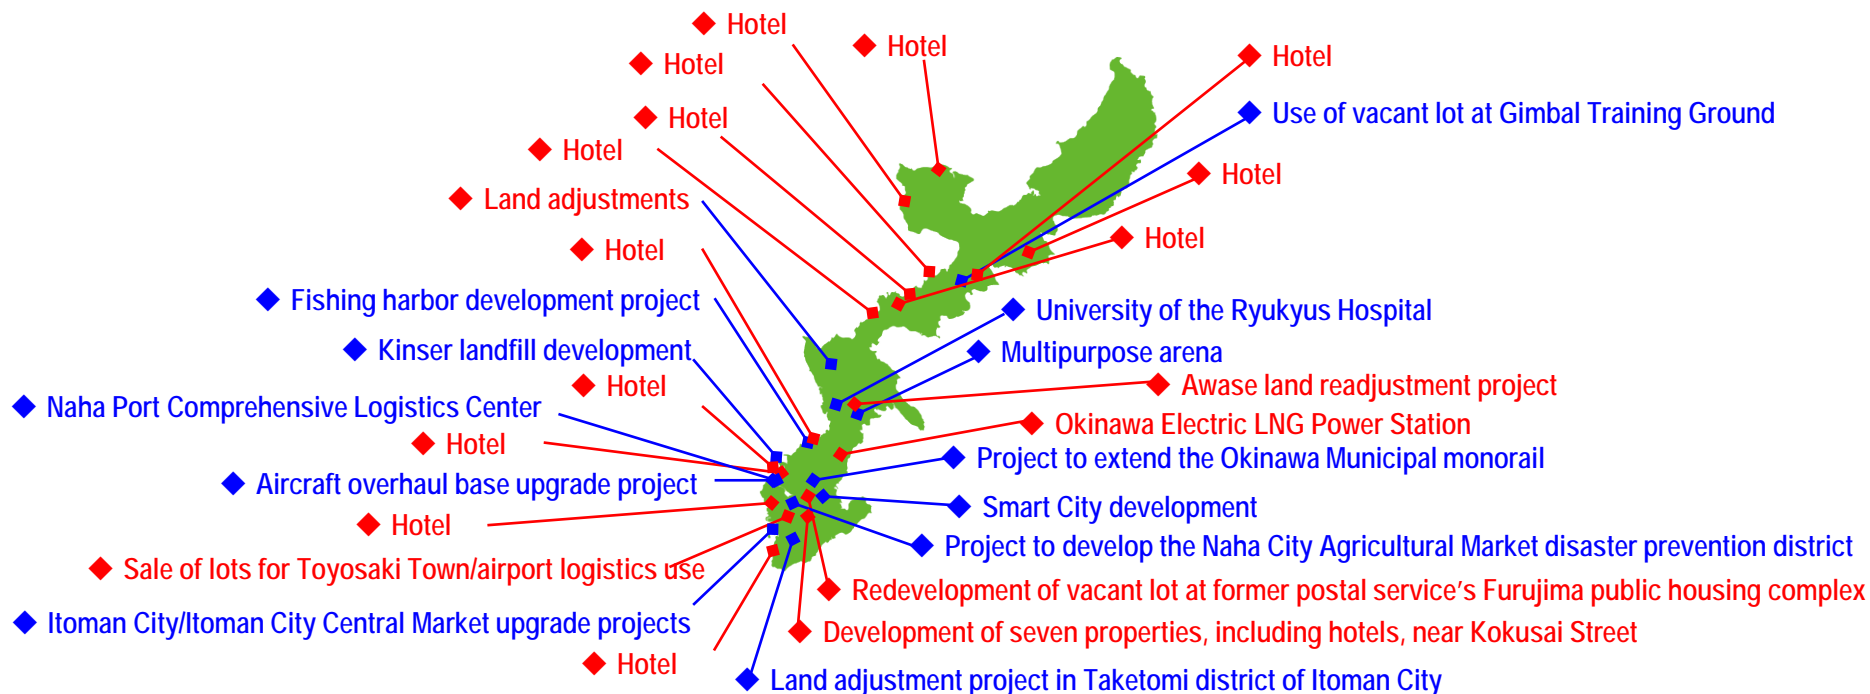 Hotel
Hotel
Hotel
Hotel
Hotel
Use of vacant lot at Gimbal Training Ground
Hotel
Hotel
Land adjustments
Hotel
Hotel
Fishing harbor development project
University of the Ryukyus Hospital
Kinser landfill development
Multipurpose arena
Hotel
Awase land readjustment project
Naha Port Comprehensive Logistics Center
Okinawa Electric LNG Power Station
Hotel
Project to extend the Okinawa Municipal monorail
Aircraft overhaul base upgrade project
Smart City development
Hotel
Project to develop the Naha City Agricultural Market disaster prevention district
Sale of lots for Toyosaki Town/airport logistics use
Redevelopment of vacant lot at former postal service's Furujima public housing complex
Itoman City/Itoman City Central Market upgrade projects
Development of seven properties, including hotels, near Kokusai Street
Hotel
Land adjustment project in Taketomi district of Itoman City